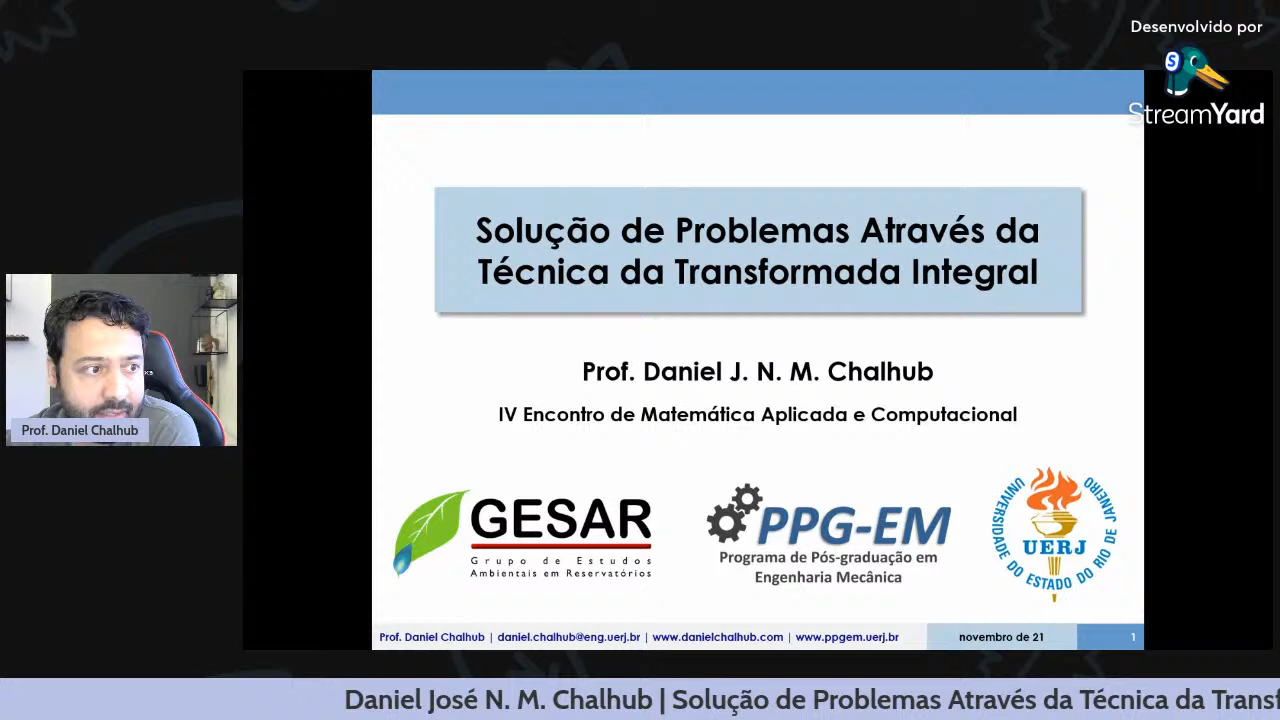 Desenvolvido por
StreamYard
Solução de Problemas Através da
Técnica da Transformada Integral
Prof. Daniel J. N. M. Chalhub
IV Encontro de Matemática Aplicada e Computacional
Prof. Daniel Chalhub
GESAR
Grupo de Estudos
Ambientais em Reservatórios
PPG-EM
Programa de Pós-graduação em
Engenharia Mecânica
UNIVERSIDADE DO ESTADO DO RIO DE JANEIRO
UERJ
Prof. Daniel Chalhub | daniel.chalhub@eng.uerj.br | www.danielchalhub.com | www.ppgem.uerj.br
novembro de 21
1
Daniel José N. M. Chalhub | Solução de Problemas Através da Técnica da Transf